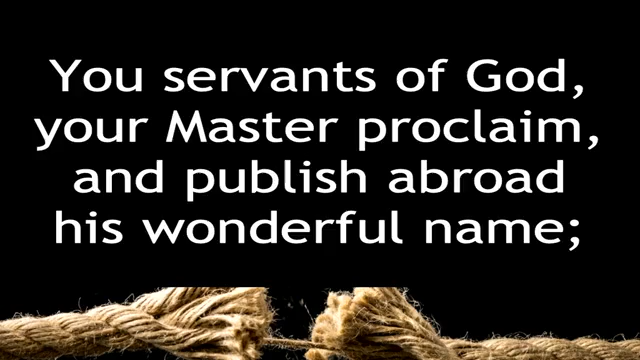 You servants of God,
your Master proclaim,
and publish abroad
his wonderful name;